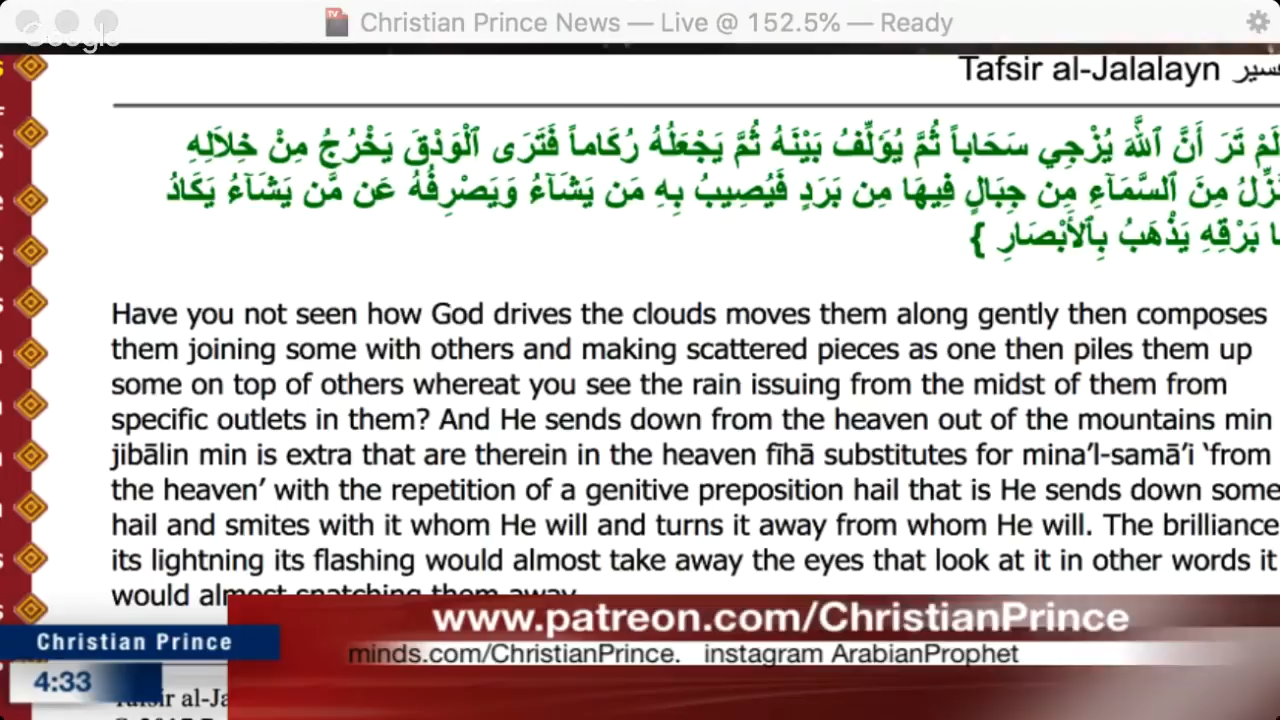 Christian Prince News — Live @ 152.5% — Ready
Google
Tafsir al-Jalalayn
تَرَ أَنَّ ٱللَّهَ يُزْجِي سَحَاباً ثُمَّ يُؤَلِّفُ بَيْنَهُ ثُمَّ يَجْعَلُهُ رُكَاماً فَتَرَى ٱلْوَدْقَ يَخْرُجُ مِنْ خِلاَلِهِ
مِنَ ٱلسَّمَآءِ مِن جِبَالٍ فِيهَا مِن بَرَدٍ فَيُصِيبُ بِهِ مَن يَشَآءُ وَيَصْرِفُهُ عَن مَّن يَشَآءُ يَكَادُ
بَرْقِهِ يَذْهَبُ بِٱلأَبْصَارِ }
Have you not seen how God drives the clouds moves them along gently then composes
them joining some with others and making scattered pieces as one then piles them up
some on top of others whereat you see the rain issuing from the midst of them from
specific outlets in them? And He sends down from the heaven out of the mountains min
jibālin min is extra that are therein in the heaven fīhā substitutes for mina’l-samā’i ‘from
the heaven’ with the repetition of a genitive preposition hail that is He sends down some
hail and smites with it whom He will and turns it away from whom He will. The brilliance
its lightning its flashing would almost take away the eyes that look at it in other words it
would almost snatching them away.
www.patreon.com/ChristianPrince
Christian Prince
minds.com/ChristianPrince. instagram ArabianProphet
4:33